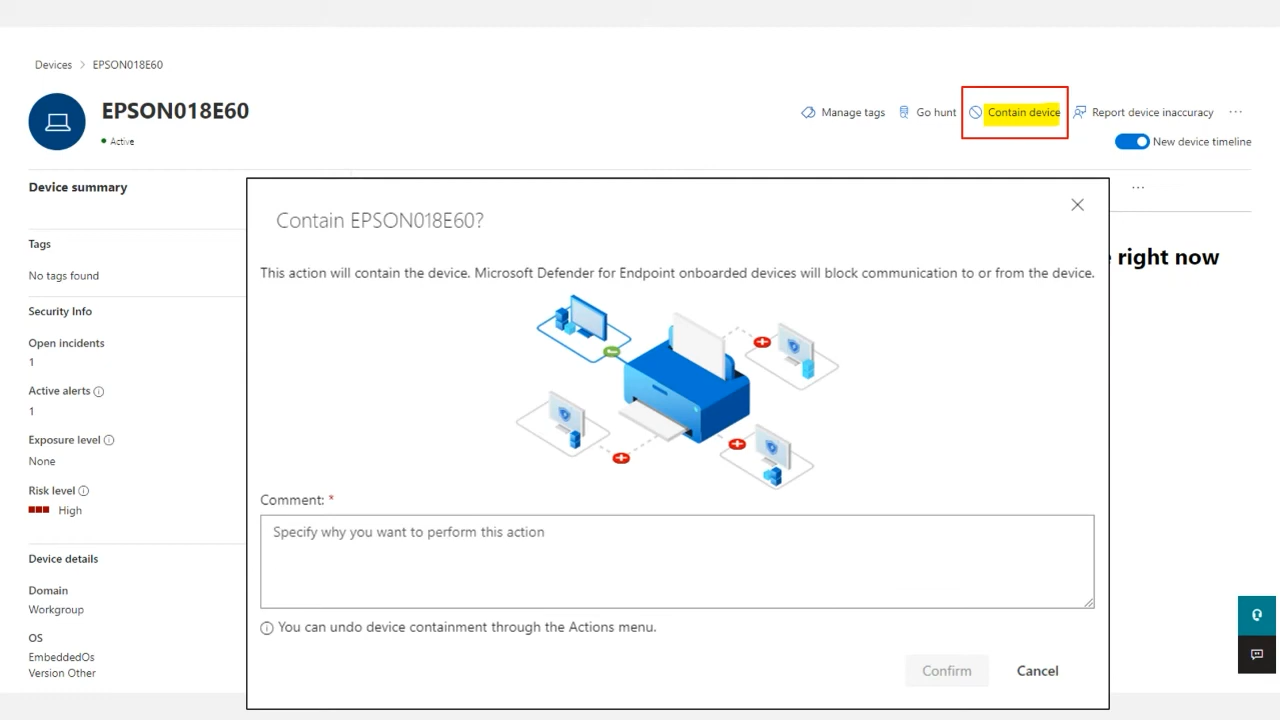 Devices > EPSON018E60
EPSON018E60
Active
Manage tags
Go hunt
Contain device
Report device inaccuracy
New device timeline
Device summary
Tags
No tags found
Security Info
Open incidents
1
Active alerts
1
Exposure level
None
Risk level
High
Device details
Domain
Workgroup
OS
EmbeddedOs
Version Other
right now
Contain EPSON018E60?
This action will contain the device. Microsoft Defender for Endpoint onboarded devices will block communication to or from the device.
Comment: *
Specify why you want to perform this action
You can undo device containment through the Actions menu.
Confirm
Cancel